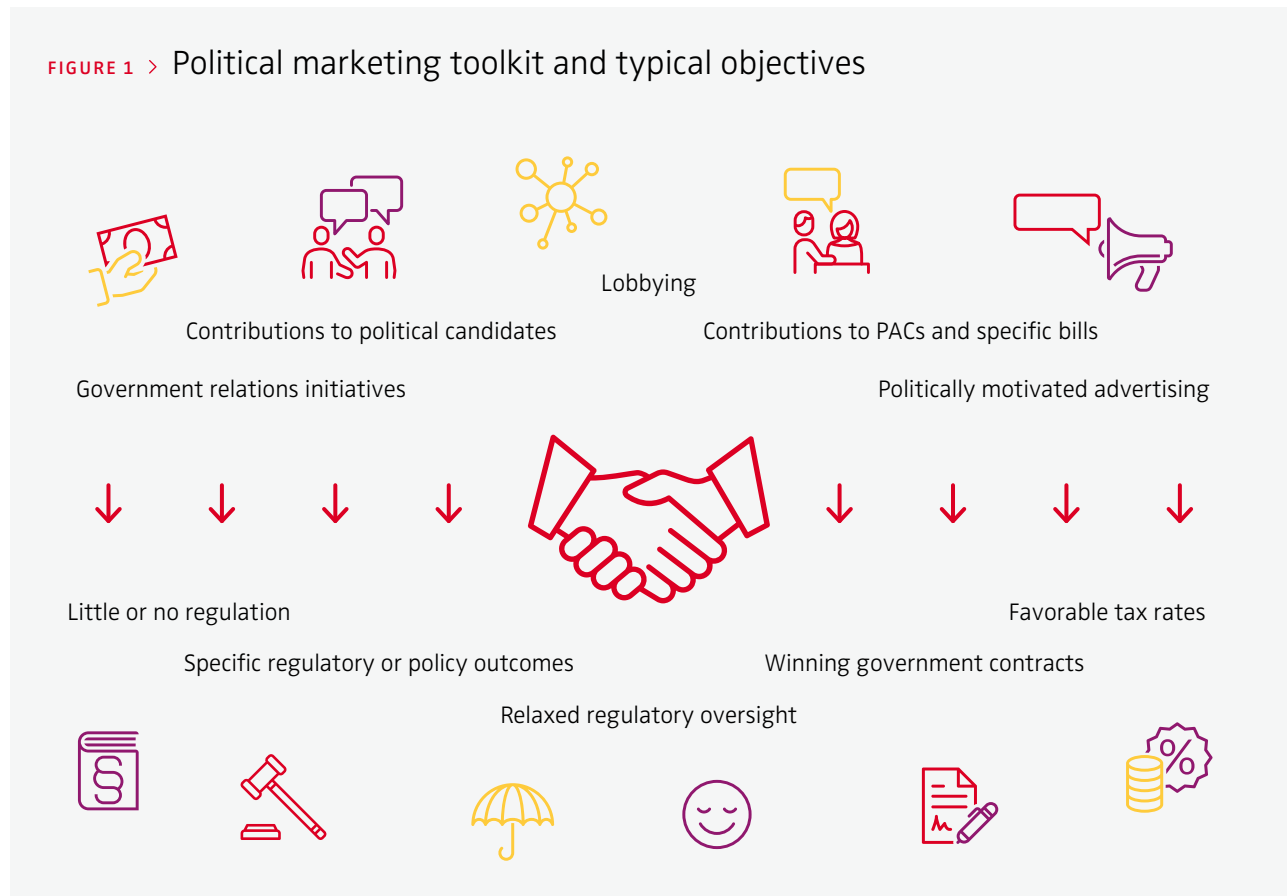 FIGURE 1 > Political marketing toolkit and typical objectives
Lobbying
Contributions to political candidates
Contributions to PACs and specific bills
Government relations initiatives
Politically motivated advertising
Little or no regulation
Favorable tax rates
Specific regulatory or policy outcomes
Winning government contracts
Relaxed regulatory oversight
§
%